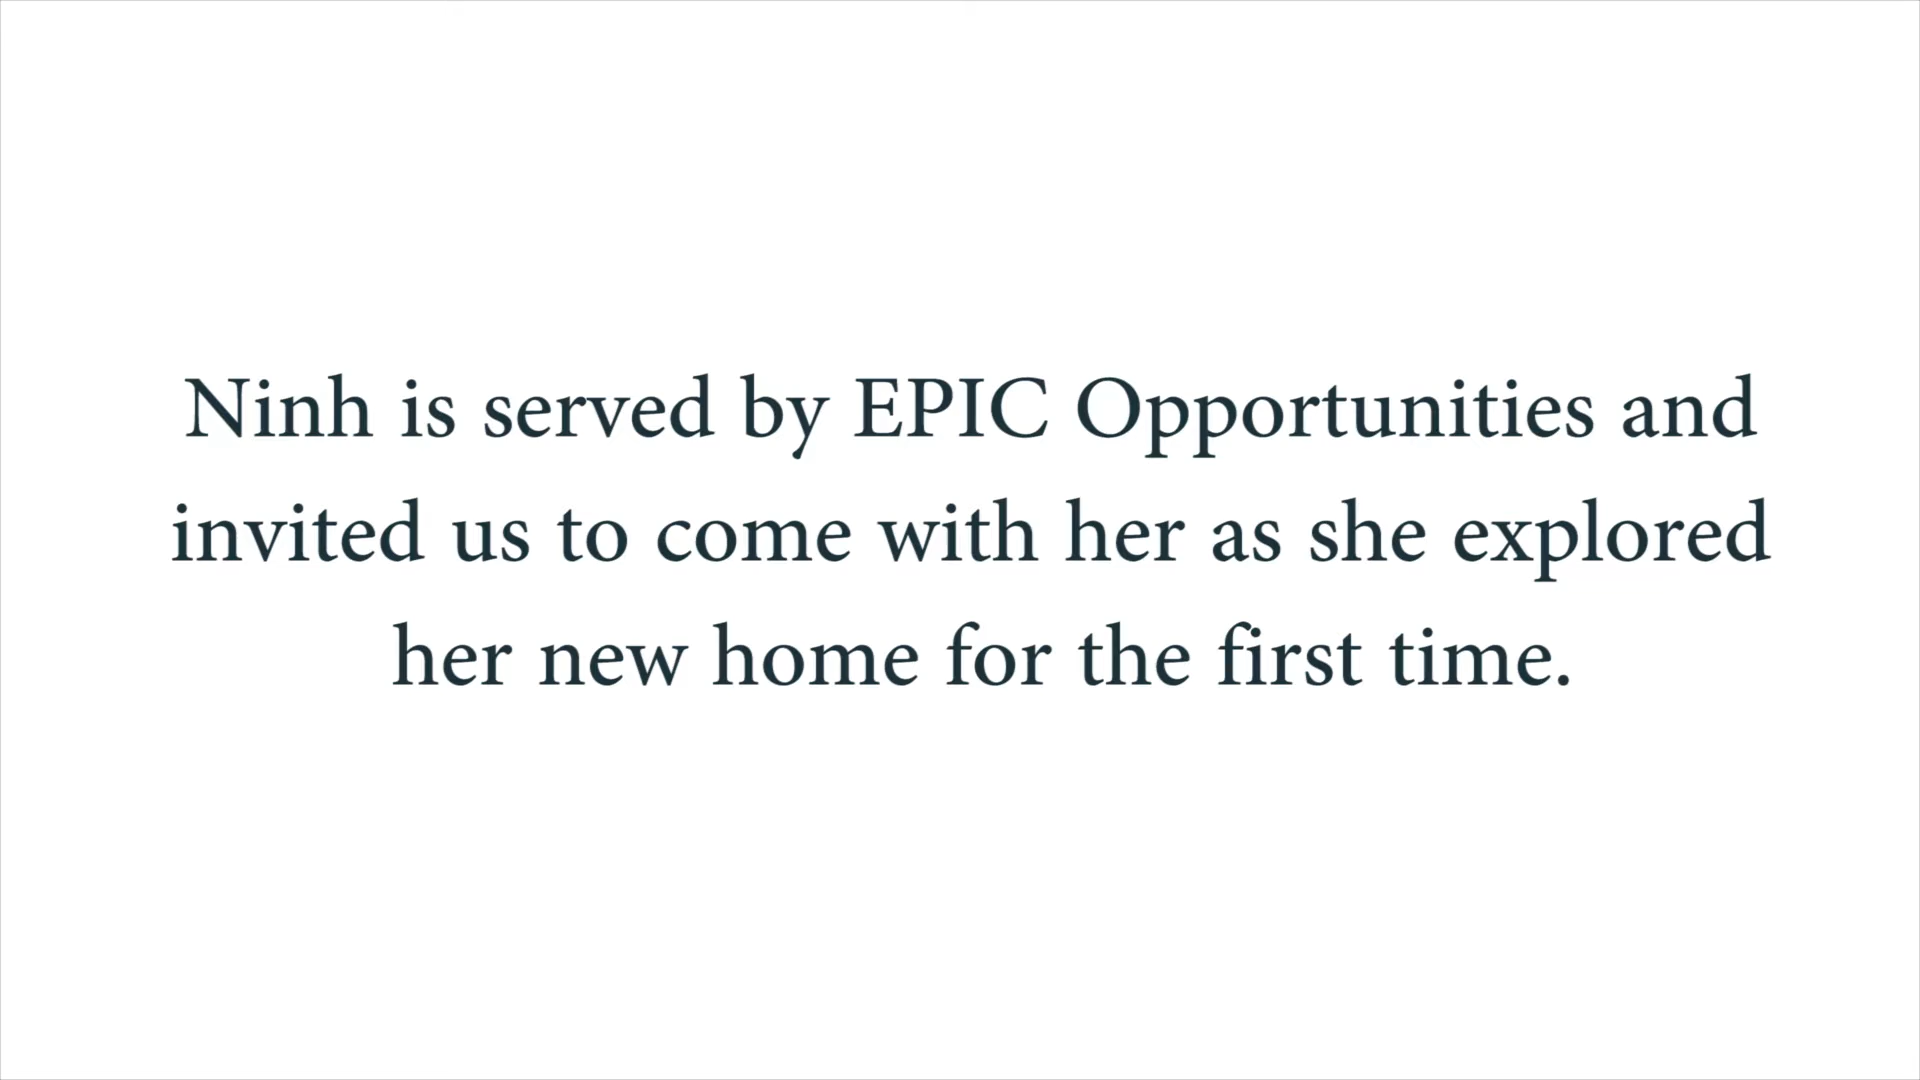 Ninh is served by EPIC Opportunities and
invited us to come with her as she explored
her new home for the first time.